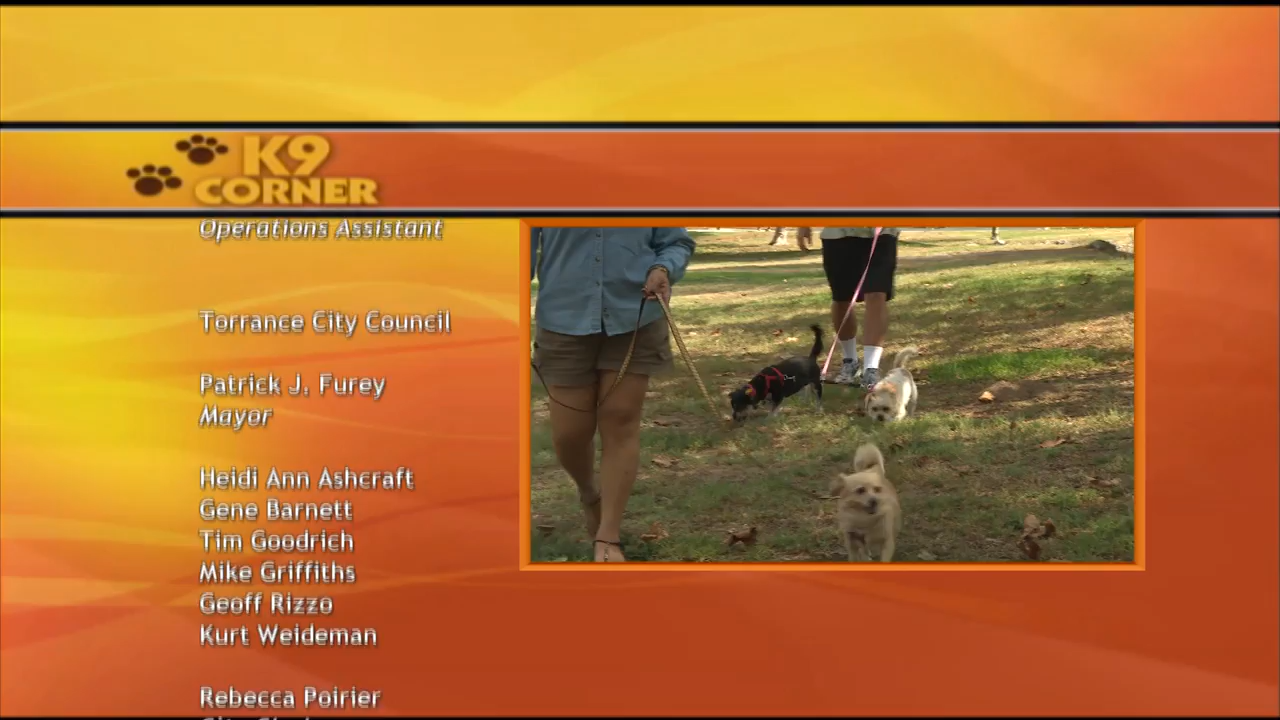 K9
CORNER
Operations Assistant
Torrance City Council
Patrick J. Furey
Mayor
Heidi Ann Ashcraft
Gene Barnett
Tim Goodrich
Mike Griffiths
Geoff Rizzo
Kurt Weideman
Rebecca Poirier